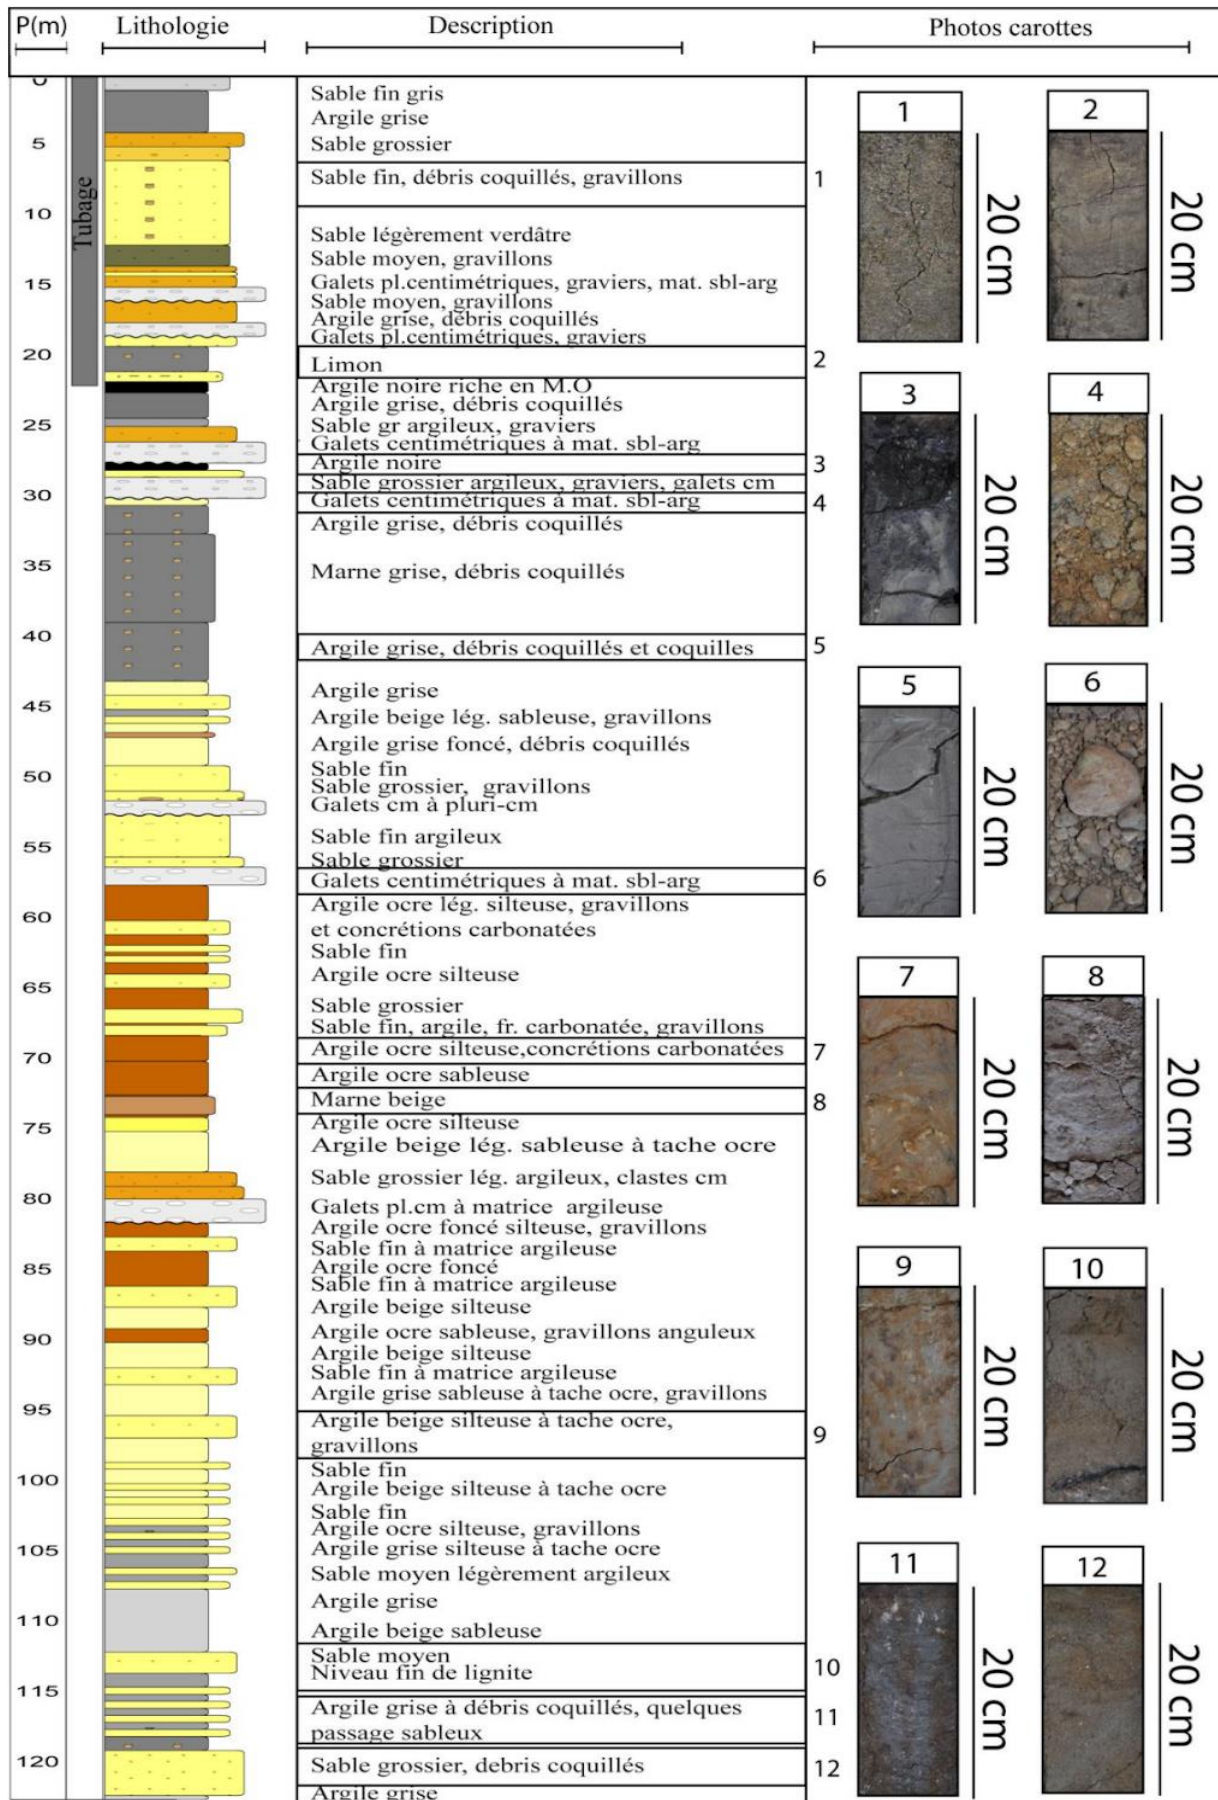 P(m) Lithologie Description Photos carottes
0
5
10
15
20
25
30
35
40
45
50
55
60
65
70
75
80
85
90
95
100
105
110
115
120
Tubage
Sable fin gris
Argile grise
Sable grossier
Sable fin, débris coquillés, gravillons 1
Sable légèrement verdâtre
Sable moyen, gravillons
Galets pl.centimétriques, graviers, mat. sbl-arg
Sable moyen, gravillons
Argile grise, débris coquillés
Galets pl.centimétriques, graviers
Limon 2
Argile noire riche en M.O
Argile grise, débris coquillés
Sable gr argileux, graviers
Galets centimétriques à mat. sbl-arg
Argile noire 3
Sable grossier argileux, graviers, galets cm
Galets centimétriques à mat. sbl-arg 4
Argile grise, débris coquillés
Marne grise, débris coquillés
Argile grise, débris coquillés et coquilles 5
Argile grise
Argile beige lég. sableuse, gravillons
Argile grise foncé, débris coquillés
Sable fin
Sable grossier, gravillons
Galets cm à pluri-cm
Sable fin argileux
Sable grossier
Galets centimétriques à mat. sbl-arg 6
Argile ocre lég. silteuse, gravillons
et concrétions carbonatées
Sable fin
Argile ocre silteuse
Sable grossier
Sable fin, argile, fr. carbonatée, gravillons
Argile ocre silteuse,concrétions carbonatées 7
Argile ocre sableuse
Marne beige 8
Argile ocre silteuse
Argile beige lég. sableuse à tache ocre
Sable grossier lég. argileux, clastes cm
Galets pl.cm à matrice argileuse
Argile ocre foncé silteuse, gravillons
Sable fin à matrice argileuse
Argile ocre foncé
Sable fin à matrice argileuse
Argile beige silteuse
Argile ocre sableuse, gravillons anguleux
Argile beige silteuse
Sable fin à matrice argileuse
Argile grise sableuse à tache ocre, gravillons
Argile beige silteuse à tache ocre,
gravillons 9
Sable fin
Argile beige silteuse à tache ocre
Sable fin
Argile ocre silteuse, gravillons
Argile grise silteuse à tache ocre
Sable moyen légèrement argileux
Argile grise
Argile beige sableuse
Sable moyen
Niveau fin de lignite 10
Argile grise à débris coquillés, quelques
passage sableux 11
Sable grossier, debris coquillés 12
Argile grise
1 2
20 cm 20 cm
3 4
20 cm 20 cm
5 6
20 cm 20 cm
7 8
20 cm 20 cm
9 10
20 cm 20 cm
11 12
20 cm 20 cm